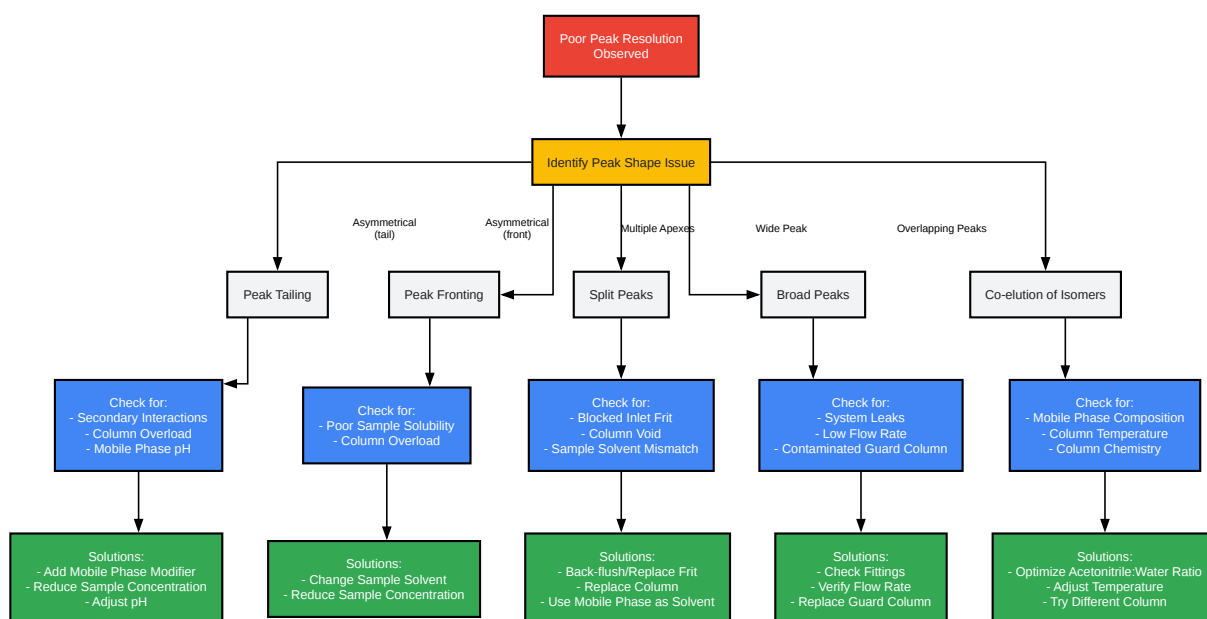 Poor Peak Resolution
Observed
Identify Peak Shape Issue
Asymmetrical
(tail)
Asymmetrical
(front)
Multiple Apexes
Wide Peak
Overlapping Peaks
Peak Tailing
Peak Fronting
Split Peaks
Broad Peaks
Co-elution of Isomers
Check for:
- Secondary Interactions
- Column Overload
- Mobile Phase pH
Check for:
- Poor Sample Solubility
- Column Overload
Check for:
- Blocked Inlet Frit
- Column Void
- Sample Solvent Mismatch
Check for:
- System Leaks
- Low Flow Rate
- Contaminated Guard Column
Check for:
- Mobile Phase Composition
- Column Temperature
- Column Chemistry
Solutions:
- Add Mobile Phase Modifier
- Reduce Sample Concentration
- Adjust pH
Solutions:
- Change Sample Solvent
- Reduce Sample Concentration
Solutions:
- Back-flush/Replace Frit
- Replace Column
- Use Mobile Phase as Solvent
Solutions:
- Check Fittings
- Verify Flow Rate
- Replace Guard Column
Solutions:
- Optimize Acetonitrile:Water Ratio
- Adjust Temperature
- Try Different Column